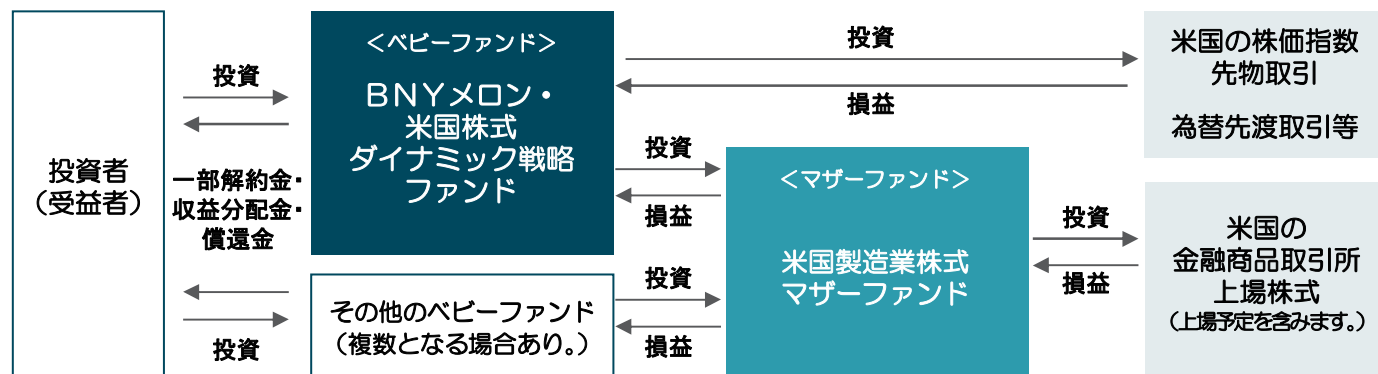 投資者
（受益者）
投資
一部解約金・
収益分配金・
償還金
投資
＜ベビーファンド＞
ＢＮＹメロン・
米国株式
ダイナミック戦略
ファンド
その他のベビーファンド
（複数となる場合あり。）
投資
損益
投資
損益
投資
損益
＜マザーファンド＞
米国製造業株式
マザーファンド
投資
損益
米国の株価指数
先物取引
為替先渡取引等
米国の
金融商品取引所
上場株式
（上場予定を含みます。）